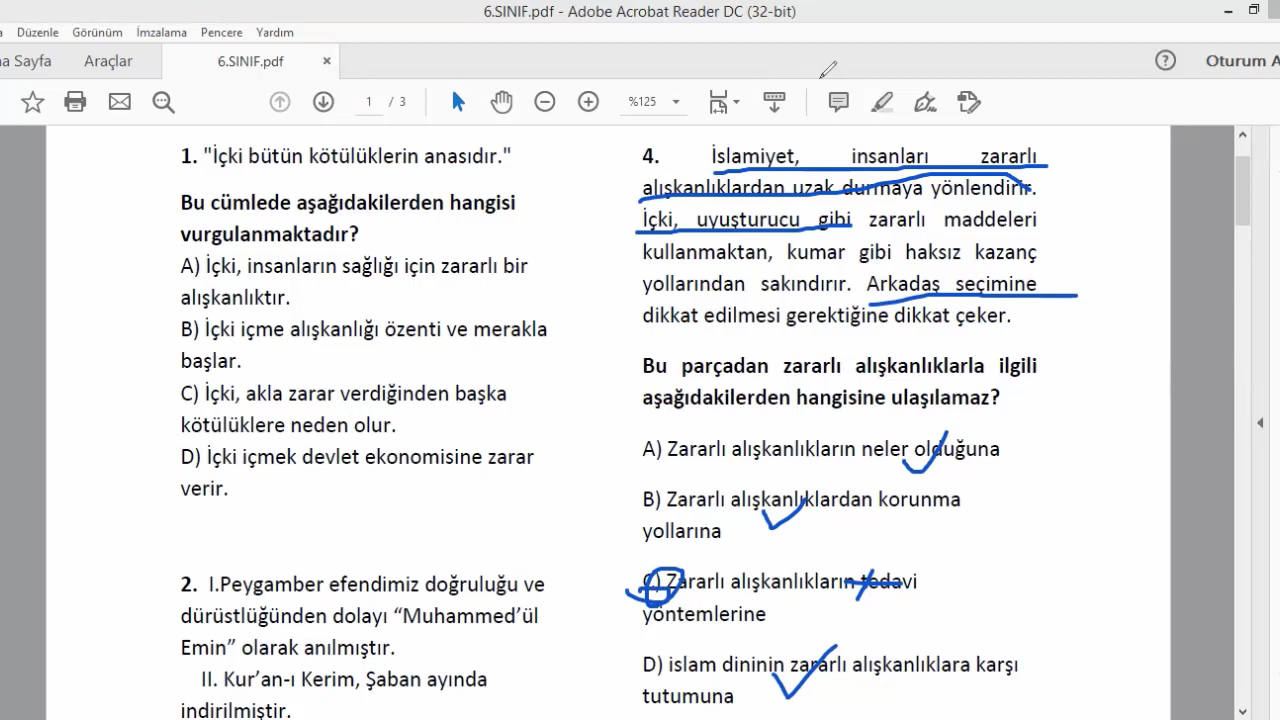 6.SINIF.pdf - Adobe Acrobat Reader DC (32-bit)
Düzenle Görünüm İmzalama Pencere Yardım
a Sayfa Araçlar 6.SINIF.pdf × ? Oturum A
1 / 3 %125
1. "İçki bütün kötülüklerin anasıdır."
Bu cümlede aşağıdakilerden hangisi
vurgulanmaktadır?
A) İçki, insanların sağlığı için zararlı bir
alışkanlıktır.
B) İçki içme alışkanlığı özenti ve merakla
başlar.
C) İçki, akla zarar verdiğinden başka
kötülüklere neden olur.
D) İçki içmek devlet ekonomisine zarar
verir.
2. I.Peygamber efendimiz doğruluğu ve
dürüstlüğünden dolayı “Muhammed’ül
Emin” olarak anılmıştır.
II. Kur’an-ı Kerim, Şaban ayında
indirilmiştir.
4. İslamiyet, insanları zararlı
alışkanlıklardan uzak durmaya yönlendirir.
İçki, uyuşturucu gibi zararlı maddeleri
kullanmaktan, kumar gibi haksız kazanç
yollarından sakındırır. Arkadaş seçimine
dikkat edilmesi gerektiğine dikkat çeker.
Bu parçadan zararlı alışkanlıklarla ilgili
aşağıdakilerden hangisine ulaşılamaz?
A) Zararlı alışkanlıkların neler olduğuna
B) Zararlı alışkanlıklardan korunma
yollarına
C) Zararlı alışkanlıkların tedavi
yöntemlerine
D) islam dininin zararlı alışkanlıklara karşı
tutumuna